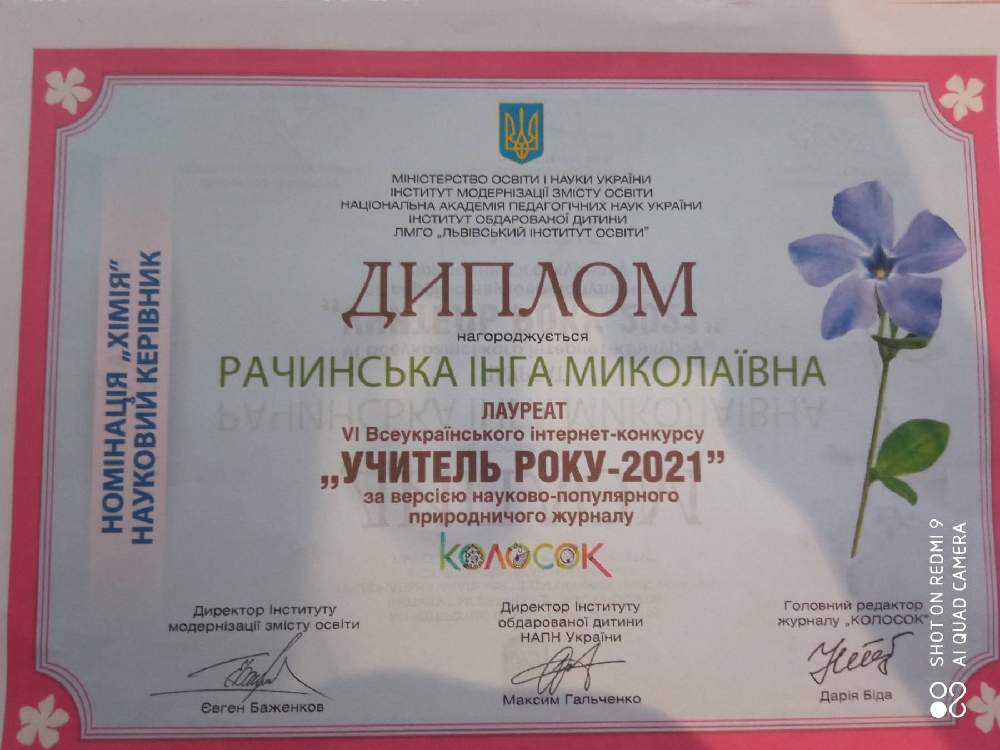 МІНІСТЕРСТВО ОСВІТИ І НАУКИ УКРАЇНИ
ІНСТИТУТ МОДЕРНІЗАЦІЇ ЗМІСТУ ОСВІТИ
НАЦІОНАЛЬНА АКАДЕМІЯ ПЕДАГОГІЧНИХ НАУК УКРАЇНИ
ІНСТИТУТ ОБДАРОВАНОЇ ДИТИНИ
ЛМГО „ЛЬВІВСЬКИЙ ІНСТИТУТ ОСВІТИ”
НОМІНАЦІЯ „ХІМІЯ”
НАУКОВИЙ КЕРІВНИК
ДИПЛОМ
нагороджується
РАЧИНСЬКА ІНГА МИКОЛАЇВНА
ЛАУРЕАТ
VI Всеукраїнського інтернет-конкурсу
„УЧИТЕЛЬ РОКУ-2021”
за версією науково-популярного
природничого журналу
колосок
Директор Інституту
модернізації змісту освіти
Євген Баженков
Директор Інституту
обдарованої дитини
НАПН України
Максим Гальченко
Головний редактор
журналу „КОЛОСОК”
Дарія Біда
SHOT ON REDMI 9
AI QUAD CAMERA